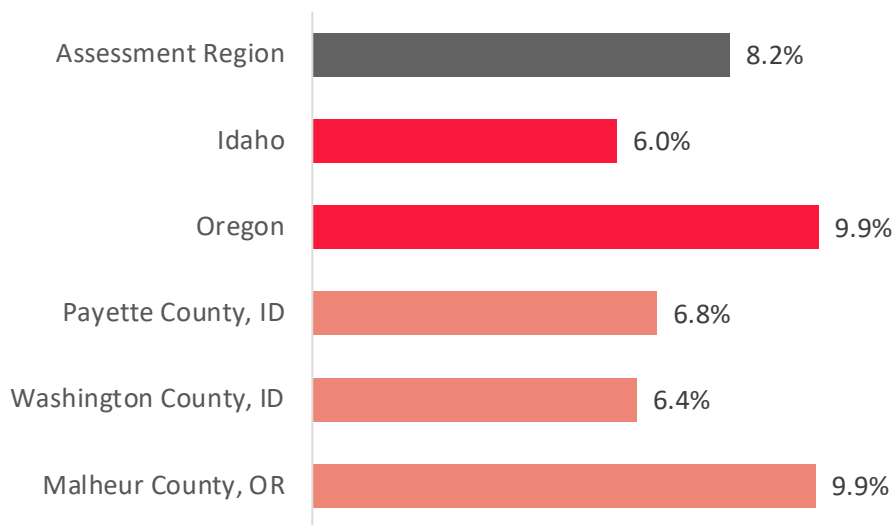 Assessment Region 8.2%
Idaho 6.0%
Oregon 9.9%
Payette County, ID 6.8%
Washington County, ID 6.4%
Malheur County, OR 9.9%